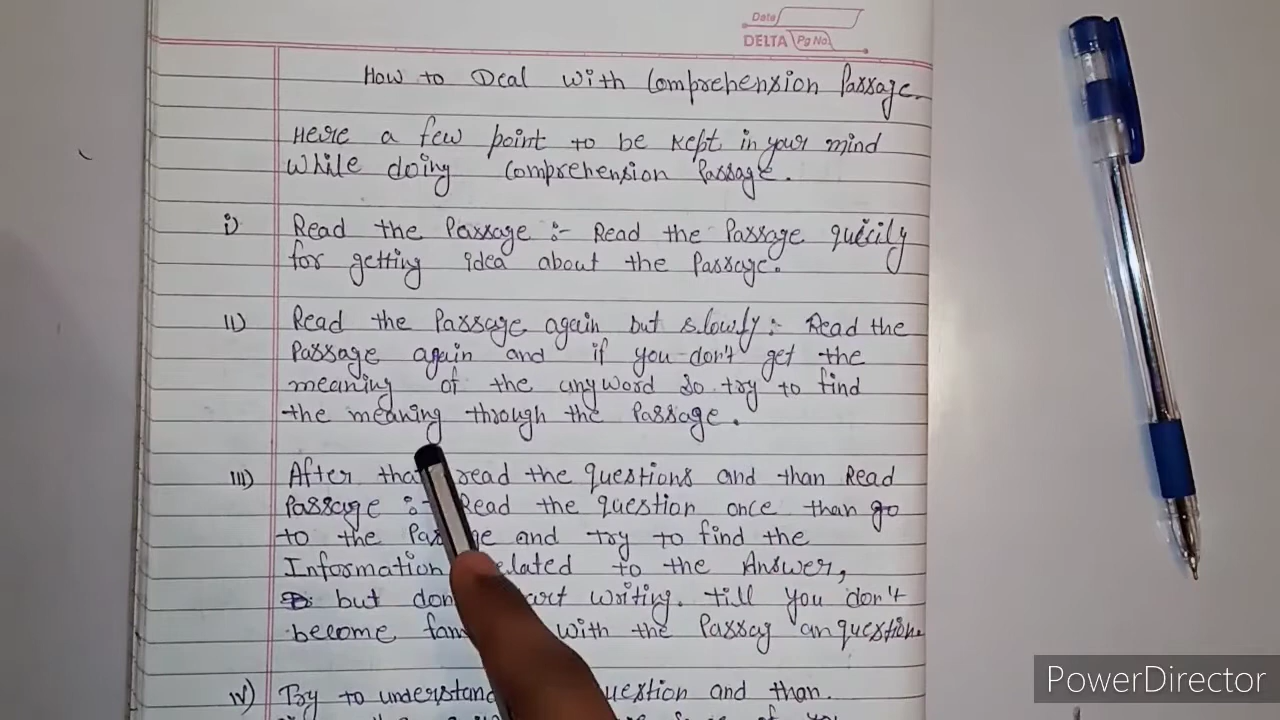 Date
DELTA Pg No.
How to Deal with Comprehension Passage.
Here a few point to be kept in your mind
While doing Comprehension Passage.
i) Read the Passage :- Read the Passage quicily
for getting idea about the Passage.
II) Read the Passage again but slowly :- Read the
Passage again and if you don't get the
meaning of the any word so try to find
the meaning through the Passage.
III) After that read the questions and than Read
Passage :- Read the question once than go
to the Passage and try to find the
Information related to the Answer,
but don't start writing. till you don't
become with the Passag an question
IV) Try to understand question and than.
PowerDirector